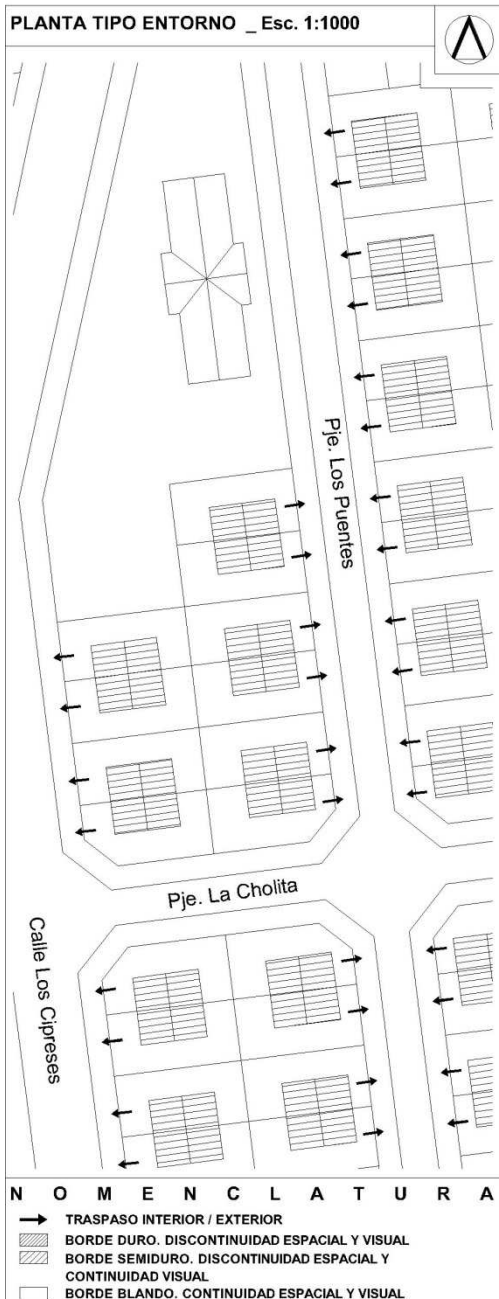 PLANTA TIPO ENTORNO _ Esc. 1:1000
Pje. Los Puentes
Pje. La Cholita
Calle Los Cipreses
N O M E N C L A T U R A
TRASPASO INTERIOR / EXTERIOR
BORDE DURO. DISCONTINUIDAD ESPACIAL Y VISUAL
BORDE SEMIDURO. DISCONTINUIDAD ESPACIAL Y
CONTINUIDAD VISUAL
BORDE BLANDO. CONTINUIDAD ESPACIAL Y VISUAL